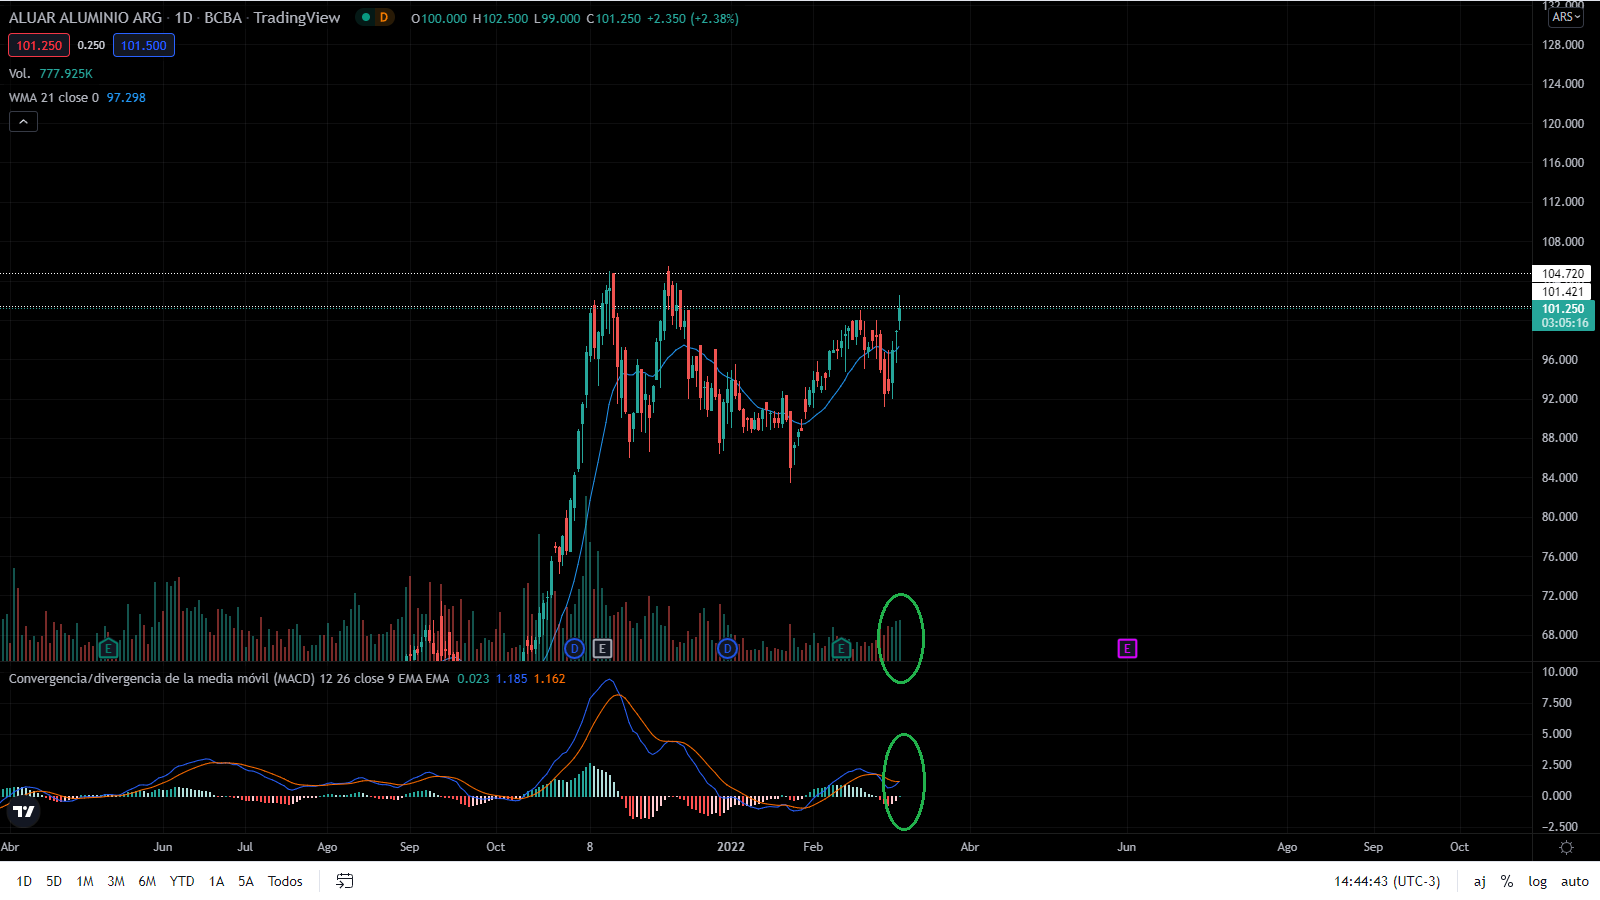 ALUAR ALUMINIO ARG · 1D · BCBA · TradingView D O100.000 H102.500 L99.000 C101.250 +2.350 (+2.38%)
101.250 0.250 101.500
Vol. 777.925K
WMA 21 close 0 97.298
132.000
ARS
128.000
124.000
120.000
116.000
112.000
108.000
104.720
101.421
101.250
03:05:16
96.000
92.000
88.000
84.000
80.000
76.000
72.000
68.000
E D E D E E
Convergencia/divergencia de la media móvil (MACD) 12 26 close 9 EMA EMA 0.023 1.185 1.162
10.000
7.500
5.000
2.500
0.000
−2.500
Abr Jun Jul Ago Sep Oct 8 2022 Feb Abr Jun Ago Sep Oct
1D 5D 1M 3M 6M YTD 1A 5A Todos 14:44:43 (UTC-3) aj % log auto